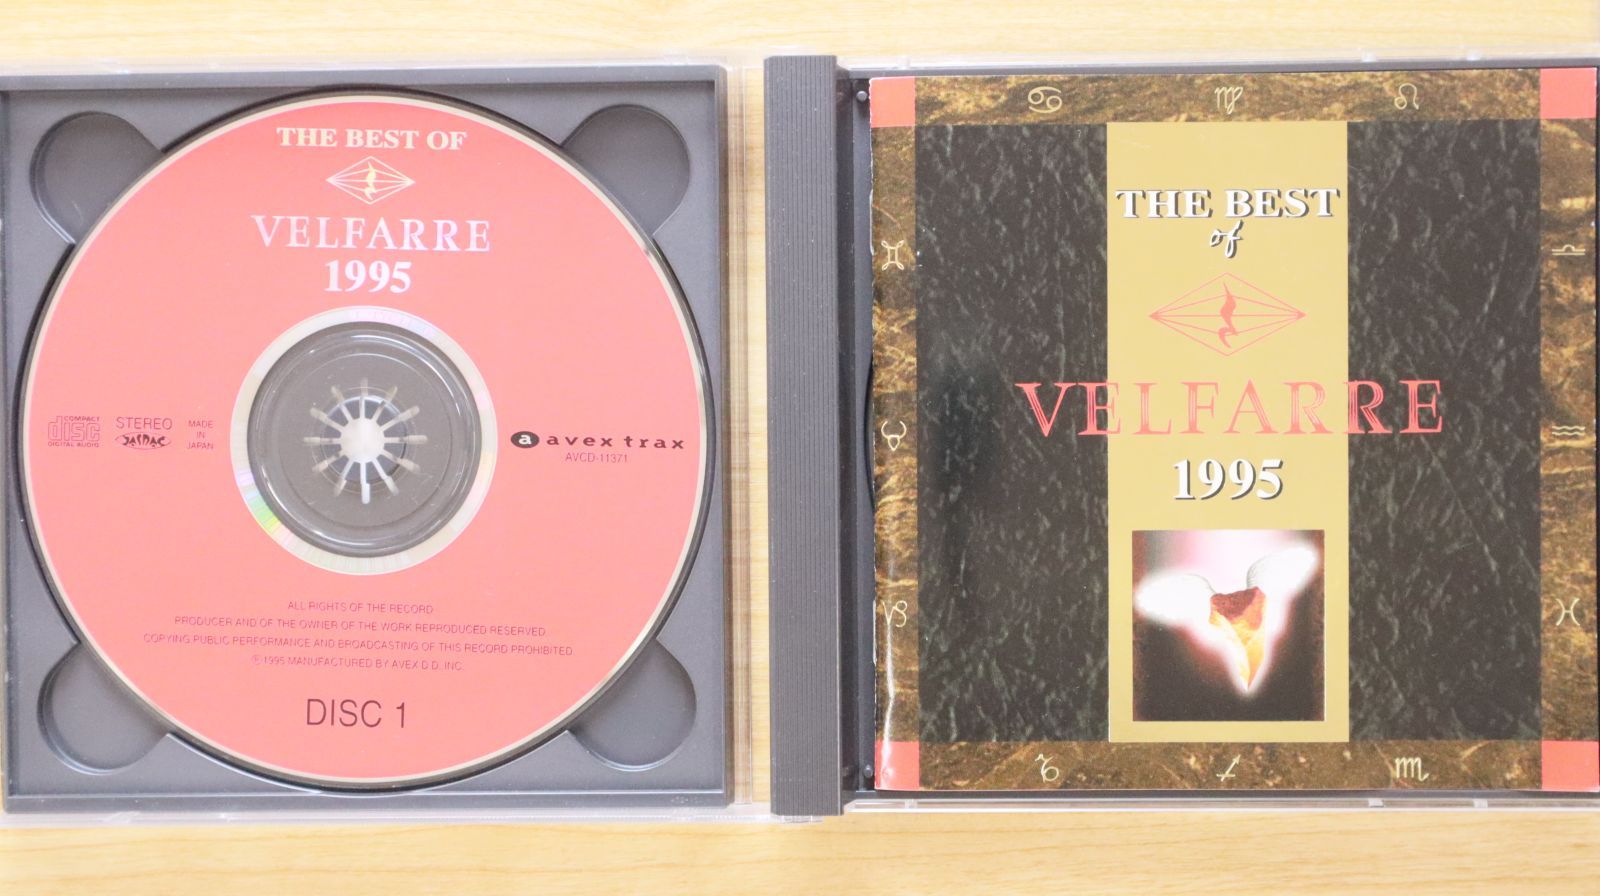 THE BEST OF
VELFARRE
1995
COMPACT
disc
DIGITAL AUDIO
STEREO
JASRAC
MADE
IN
JAPAN
a avex trax
AVCD-11371
ALL RIGHTS OF THE RECORD
PRODUCER AND OF THE OWNER OF THE WORK REPRODUCED RESERVED.
COPYING PUBLIC PERFORMANCE AND BROADCASTING OF THIS RECORD PROHIBITED
Ⓟ1995 MANUFACTURED BY AVEX D.D. INC.
DISC 1
THE BEST
of
VELFARRE
1995